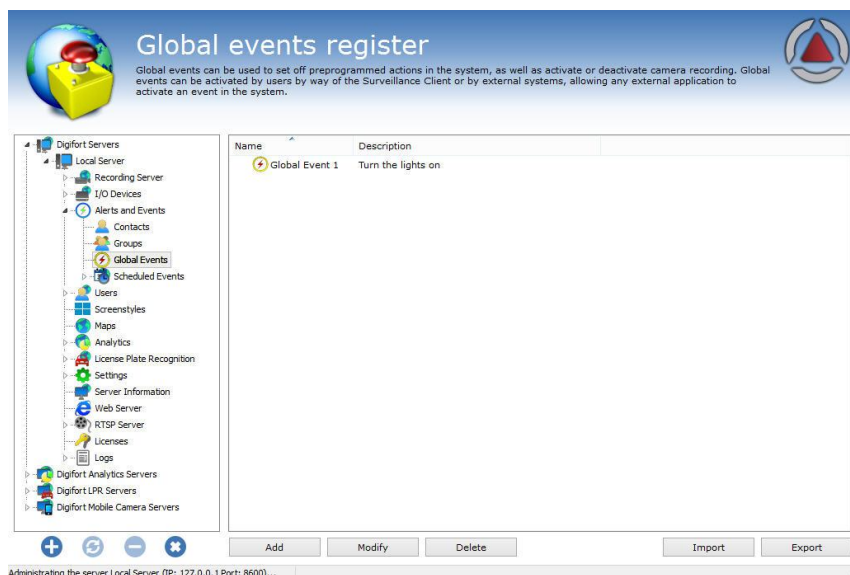 Global events register
Global events can be used to set off preprogrammed actions in the system, as well as activate or deactivate camera recording. Global
events can be activated by users by way of the Surveillance Client or by external systems, allowing any external application to
activate an event in the system.
Digifort Servers
Local Server
Recording Server
I/O Devices
Alerts and Events
Contacts
Groups
Global Events
Scheduled Events
Users
Screenstyles
Maps
Analytics
License Plate Recognition
Settings
Server Information
Web Server
RTSP Server
Licenses
Logs
Digifort Analytics Servers
Digifort LPR Servers
Digifort Mobile Camera Servers
Name Description
Global Event 1 Turn the lights on
Add Modify Delete Import Export
Administrating the server Local Server (IP: 127.0.0.1 Port: 8600)...